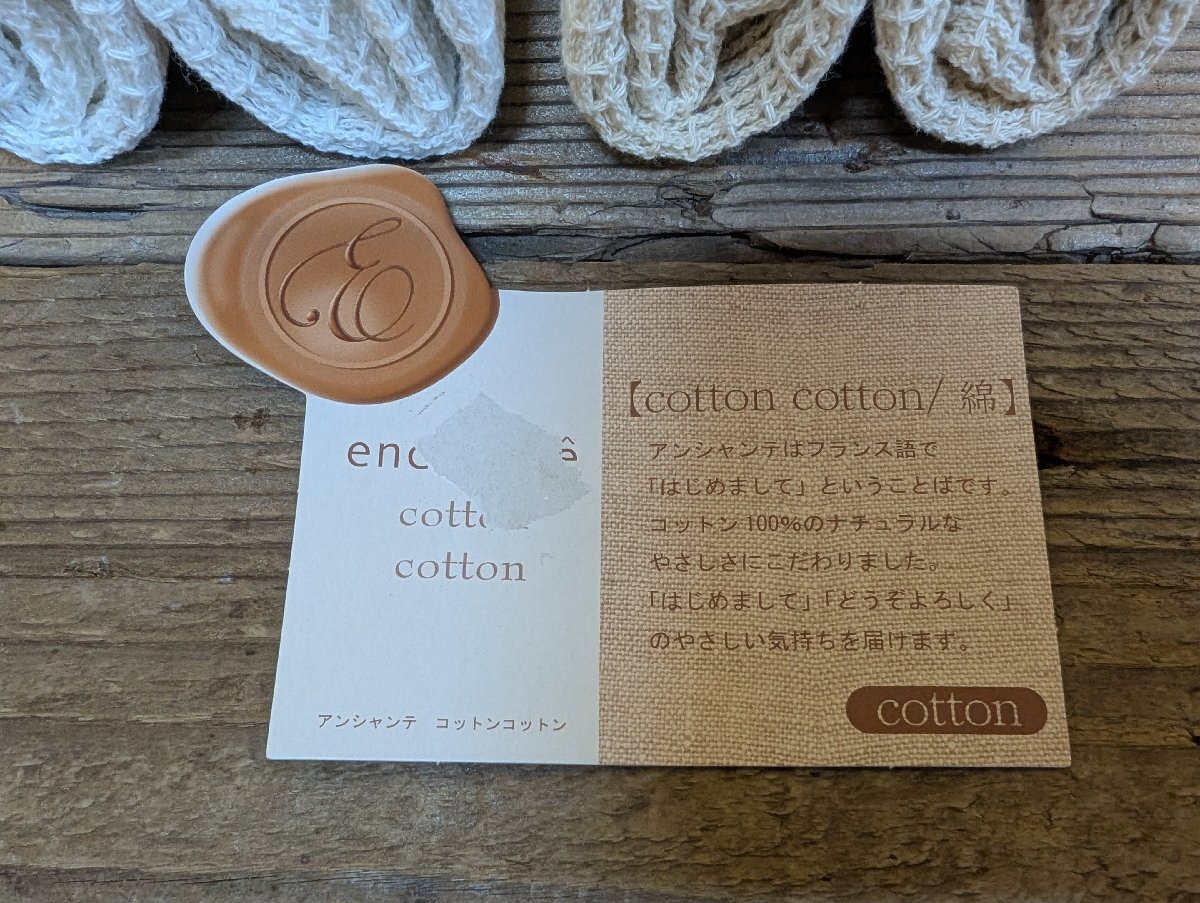 E
cotton
アンシャンテ コットンコットン
【cotton cotton/ 綿】
アンシャンテはフランス語で
「はじめまして」ということばです。
コットン 100%のナチュラルな
やさしさにこだわりました。
「はじめまして」「どうぞよろしく」
のやさしい気持ちを届けます。
cotton